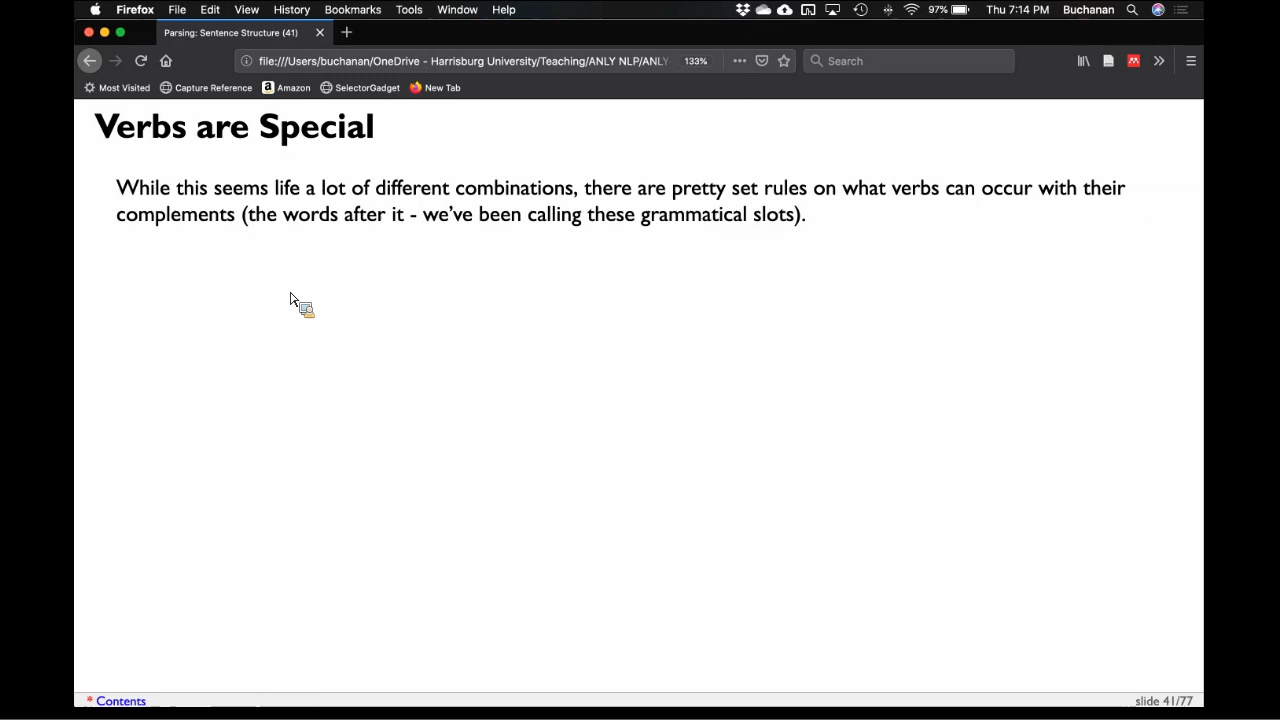 Firefox File Edit View History Bookmarks Tools Window Help 97% Thu 7:14 PM Buchanan
Parsing: Sentence Structure (41)
file:///Users/buchanan/OneDrive - Harrisburg University/Teaching/ANLY NLP/ANLY 133% Search
Most Visited Capture Reference Amazon SelectorGadget New Tab
Verbs are Special
While this seems life a lot of different combinations, there are pretty set rules on what verbs can occur with their
complements (the words after it - we've been calling these grammatical slots).
* Contents slide 41/77